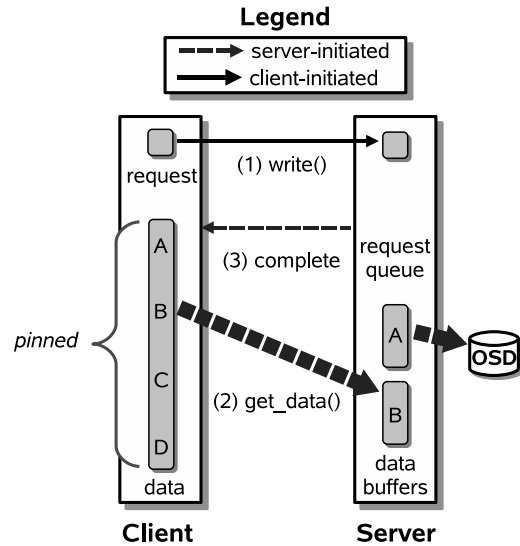 Legend
server-initiated
client-initiated
request
(1) write()
A
(3) complete
request
queue
pinned
B
A
OSD
C
(2) get_data()
B
D
data
data
buffers
Client
Server